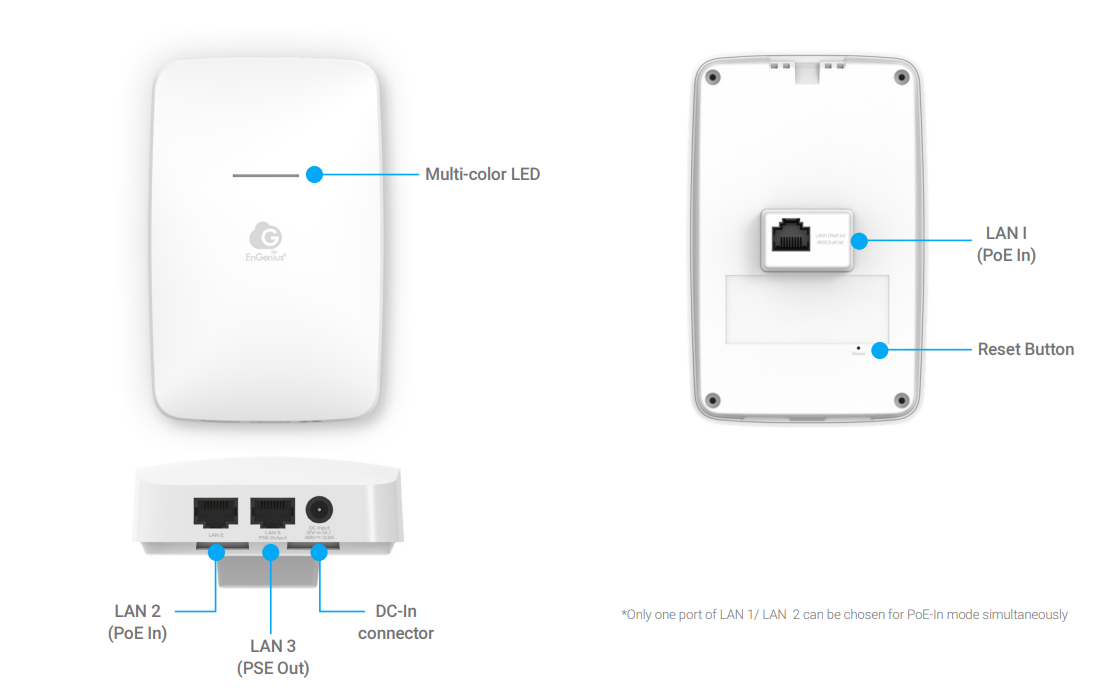 Multi-color LED
EnGenius®
LAN I
(PoE In)
Reset Button
Reset
LAN 2
LAN 3
PSE Output
DC Input
LAN 2
(PoE In)
LAN 3
(PSE Out)
DC-In
connector
*Only one port of LAN 1/ LAN 2 can be chosen for PoE-In mode simultaneously